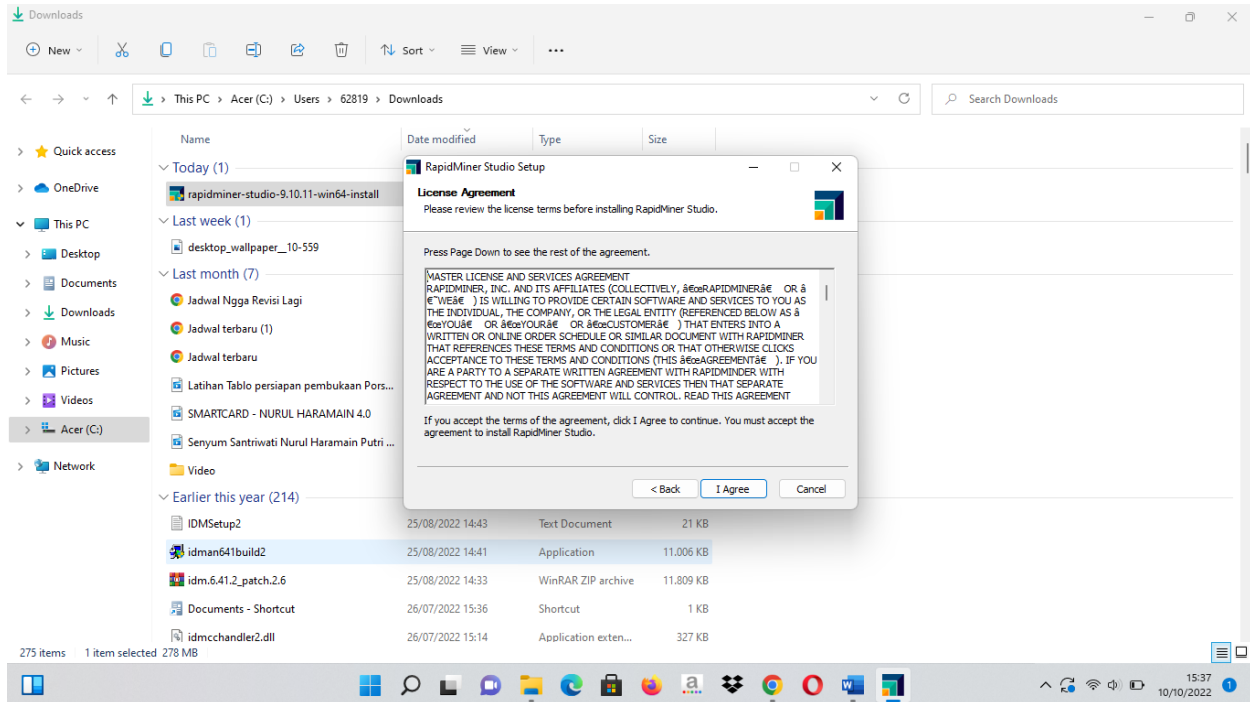 Downloads
New
Sort
View
This PC > Acer (C:) > Users > 62819 > Downloads
Search Downloads
Name
Date modified
Type
Size
Quick access
OneDrive
This PC
Desktop
Documents
Downloads
Music
Pictures
Videos
Acer (C:)
Network
Today (1)
rapidminer-studio-9.10.11-win64-install
Last week (1)
desktop_wallpaper__10-559
Last month (7)
Jadwal Ngga Revisi Lagi
Jadwal terbaru (1)
Jadwal terbaru
Latihan Tablo persiapan pembukaan Pors...
SMARTCARD - NURUL HARAMAIN 4.0
Senyum Santriwati Nurul Haramain Putri ...
Video
Earlier this year (214)
IDMSetup2 25/08/2022 14:43 Text Document 21 KB
idman641build2 25/08/2022 14:41 Application 11.006 KB
idm.6.41.2_patch.2.6 25/08/2022 14:33 WinRAR ZIP archive 11.809 KB
Documents - Shortcut 26/07/2022 15:36 Shortcut 1 KB
idmcchandler2.dll 26/07/2022 15:14 Application exten... 327 KB
RapidMiner Studio Setup
License Agreement
Please review the license terms before installing RapidMiner Studio.
Press Page Down to see the rest of the agreement.
MASTER LICENSE AND SERVICES AGREEMENT
RAPIDMINER, INC. AND ITS AFFILIATES (COLLECTIVELY, â€œRAPIDMINERâ€ OR â
€˜WEâ€ ) IS WILLING TO PROVIDE CERTAIN SOFTWARE AND SERVICES TO YOU AS
THE INDIVIDUAL, THE COMPANY, OR THE LEGAL ENTITY (REFERENCED BELOW AS â
€œYOUâ€ OR â€œYOURâ€ OR â€œCUSTOMERâ€ ) THAT ENTERS INTO A
WRITTEN OR ONLINE ORDER SCHEDULE OR SIMILAR DOCUMENT WITH RAPIDMINER
THAT REFERENCES THESE TERMS AND CONDITIONS OR THAT OTHERWISE CLICKS
ACCEPTANCE TO THESE TERMS AND CONDITIONS (THIS â€œAGREEMENTâ€ ). IF YOU
ARE A PARTY TO A SEPARATE WRITTEN AGREEMENT WITH RAPIDMINDER WITH
RESPECT TO THE USE OF THE SOFTWARE AND SERVICES THEN THAT SEPARATE
AGREEMENT AND NOT THIS AGREEMENT WILL CONTROL. READ THIS AGREEMENT
If you accept the terms of the agreement, click I Agree to continue. You must accept the
agreement to install RapidMiner Studio.
< Back
I Agree
Cancel
275 items 1 item selected 278 MB
15:37
10/10/2022
1